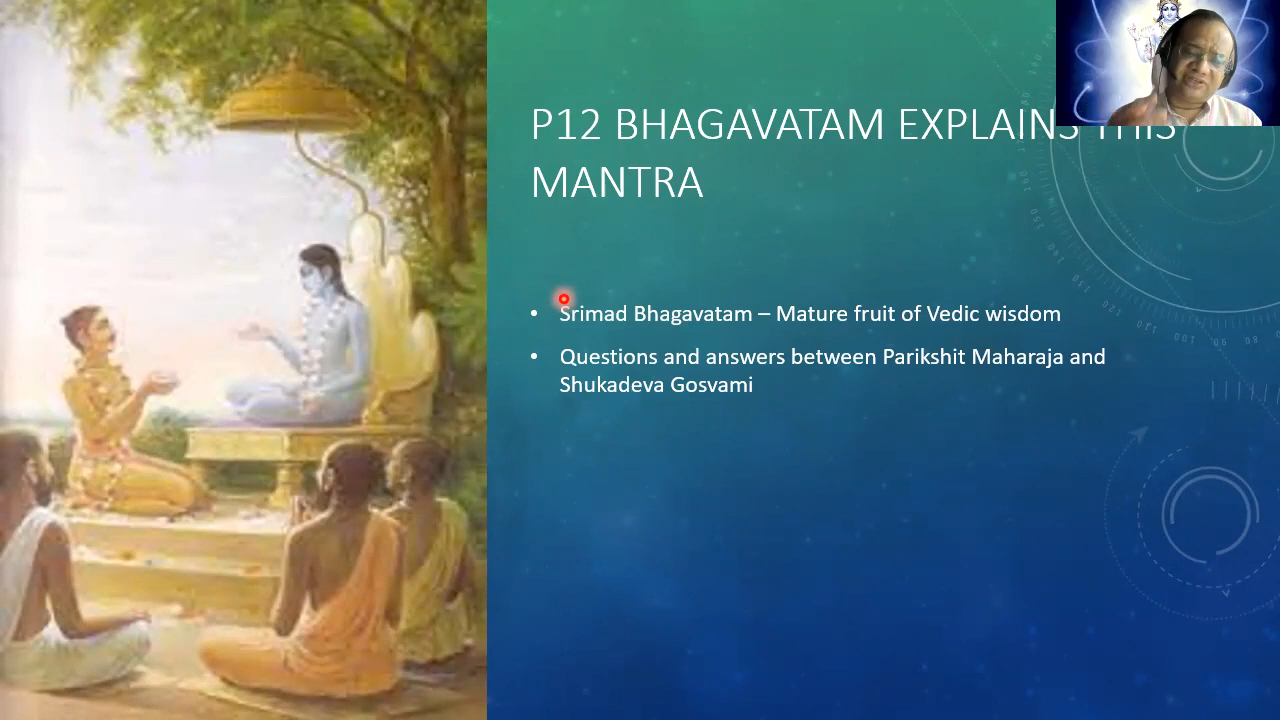 P12 BHAGAVATAM EXPLAINS THIS
MANTRA
• Srimad Bhagavatam – Mature fruit of Vedic wisdom
• Questions and answers between Parikshit Maharaja and
Shukadeva Gosvami